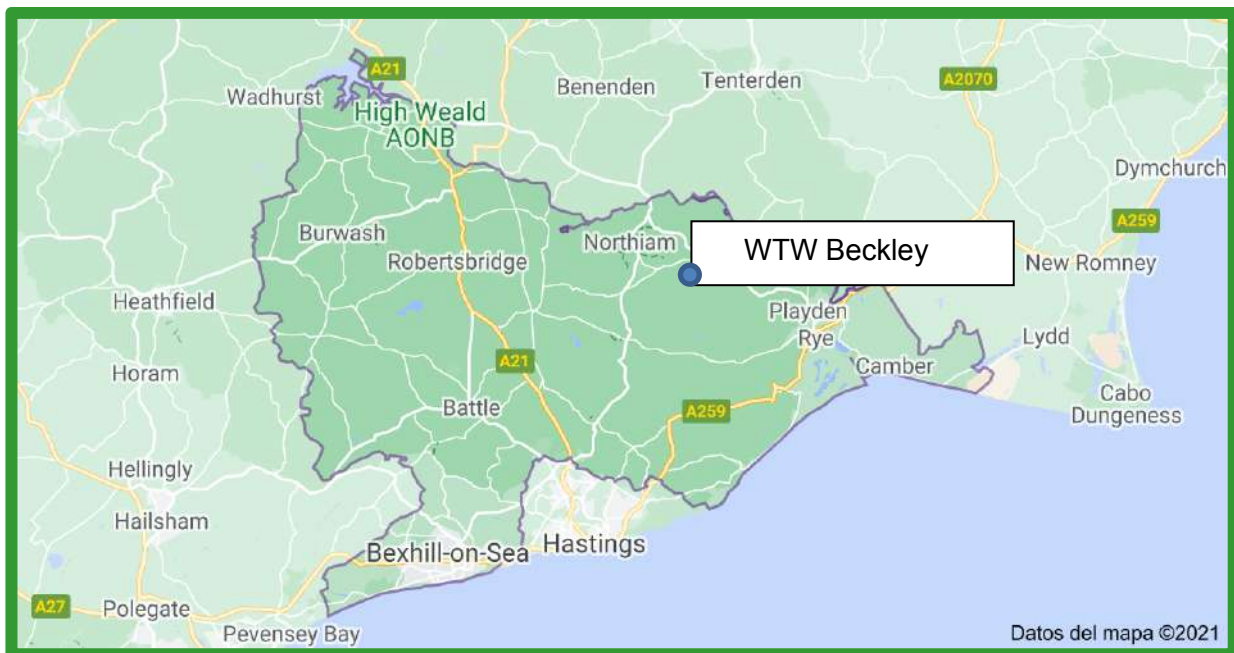 A21
A2070
Wadhurst
Benenden
Tenterden
High Weald
AONB
Dymchurch
A259
Burwash
Northiam
WTW Beckley
Robertsbridge
New Romney
Heathfield
Playden
Rye
Lydd
Camber
Horam
A21
Cabo
Dungeness
Battle
A259
Hellingly
Hailsham
Bexhill-on-Sea
Hastings
A27
Polegate
Pevensey Bay
Datos del mapa ©2021